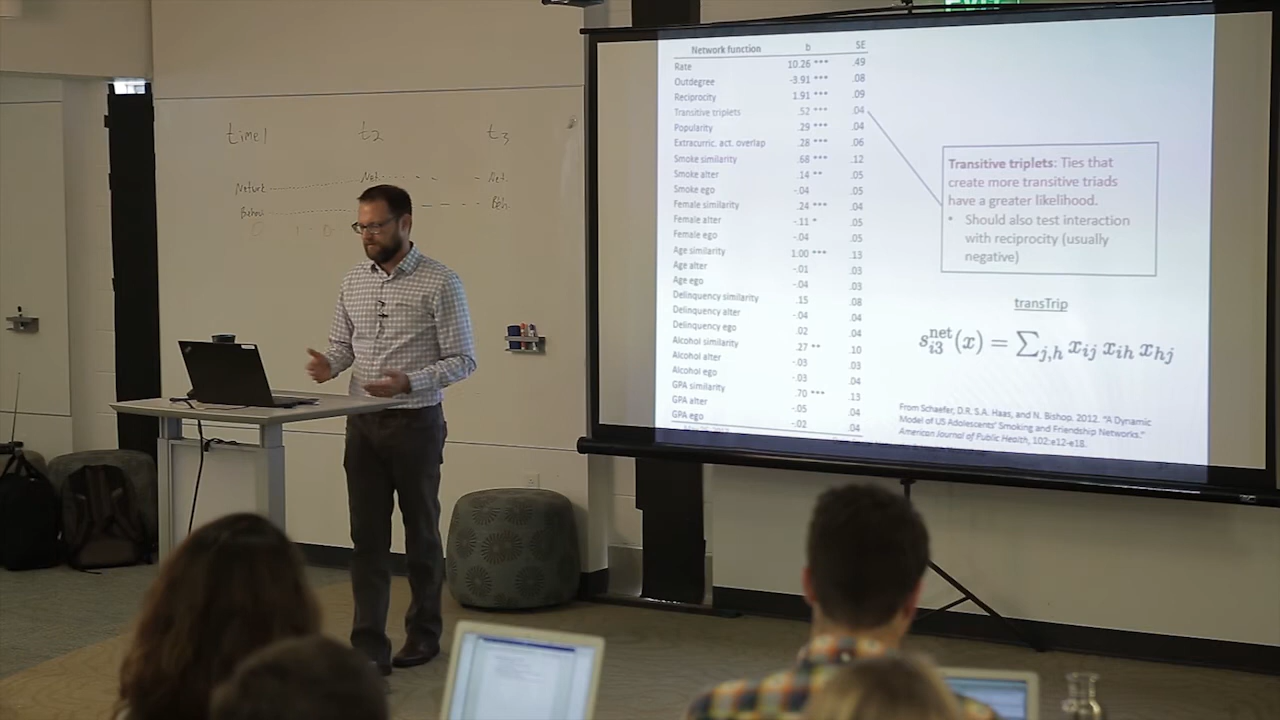 time1 t2 t3
Network Net. Net.
Behav Beh.
0 1 - 0
Network function b SE
Rate 10.26 *** .49
Outdegree -3.91 *** .08
Reciprocity 1.91 *** .09
Transitive triplets .52 *** .04
Popularity .29 *** .04
Extracurric. act. overlap .28 *** .06
Smoke similarity .68 *** .12
Smoke alter .14 ** .05
Smoke ego -.04 .05
Female similarity .24 *** .04
Female alter -.11 * .05
Female ego -.04 .05
Age similarity 1.00 *** .13
Age alter -.01 .03
Age ego -.04 .03
Delinquency similarity .15 .08
Delinquency alter -.04 .04
Delinquency ego .02 .04
Alcohol similarity .27 ** .10
Alcohol alter -.03 .03
Alcohol ego -.03 .04
GPA similarity .70 *** .13
GPA alter -.05 .04
GPA ego -.02 .04
Transitive triplets: Ties that
create more transitive triads
have a greater likelihood.
• Should also test interaction
with reciprocity (usually
negative)
transTrip
s_{i3}^{net}(x) = ∑_{j,h} x_{ij} x_{ih} x_{hj}
From Schaefer, D.R. S.A. Haas, and N. Bishop. 2012. "A Dynamic
Model of US Adolescents' Smoking and Friendship Networks."
American Journal of Public Health, 102:e12-e18.